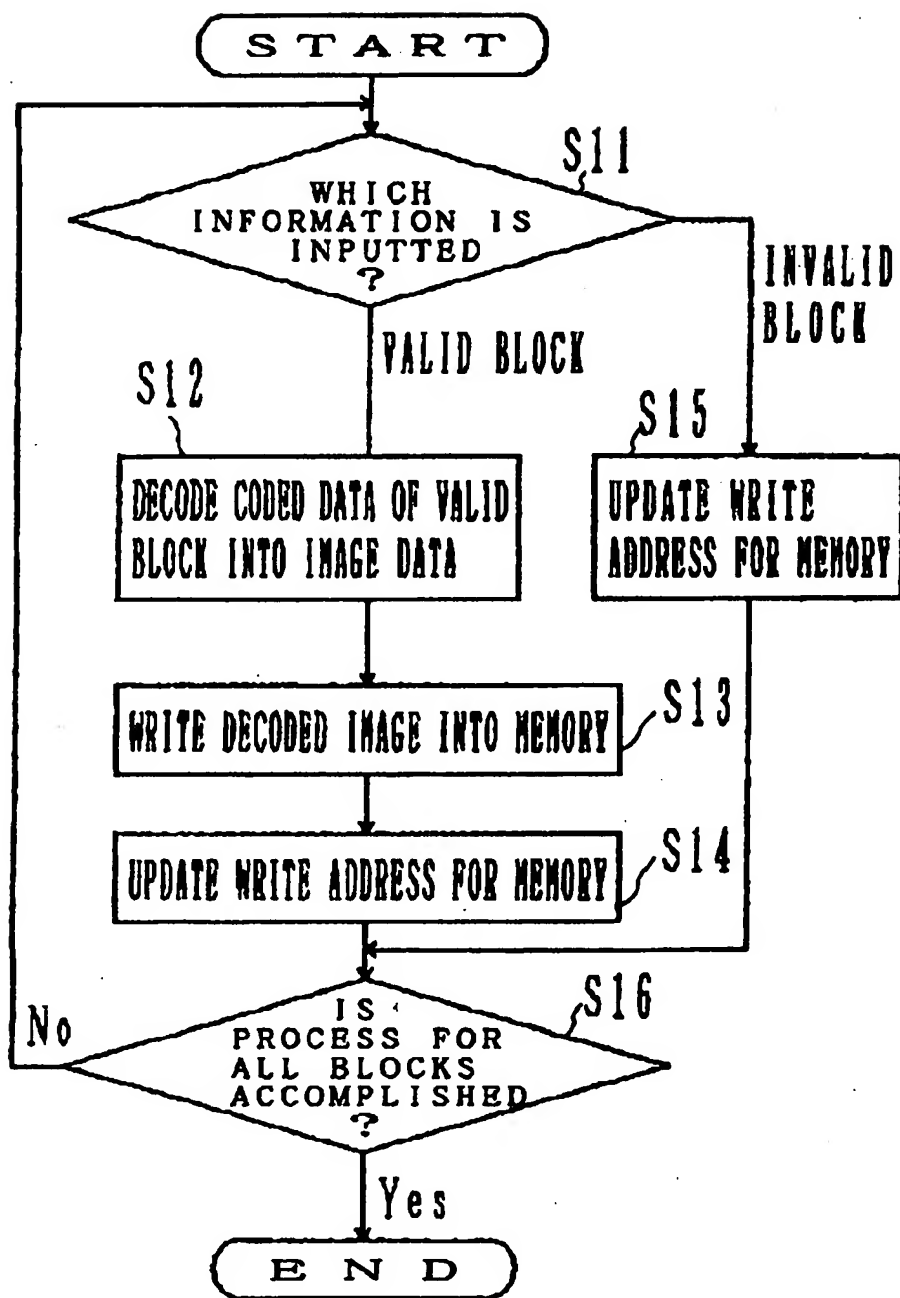 START
S11
WHICH
INFORMATION IS
INPUTTED
?
INVALID
BLOCK
VALID BLOCK
S12
DECODE CODED DATA OF VALID
BLOCK INTO IMAGE DATA
S15
UPDATE WRITE
ADDRESS FOR MEMORY
S13
WRITE DECODED IMAGE INTO MEMORY
S14
UPDATE WRITE ADDRESS FOR MEMORY
S16
IS
PROCESS FOR
ALL BLOCKS
ACCOMPLISHED
?
No
Yes
END